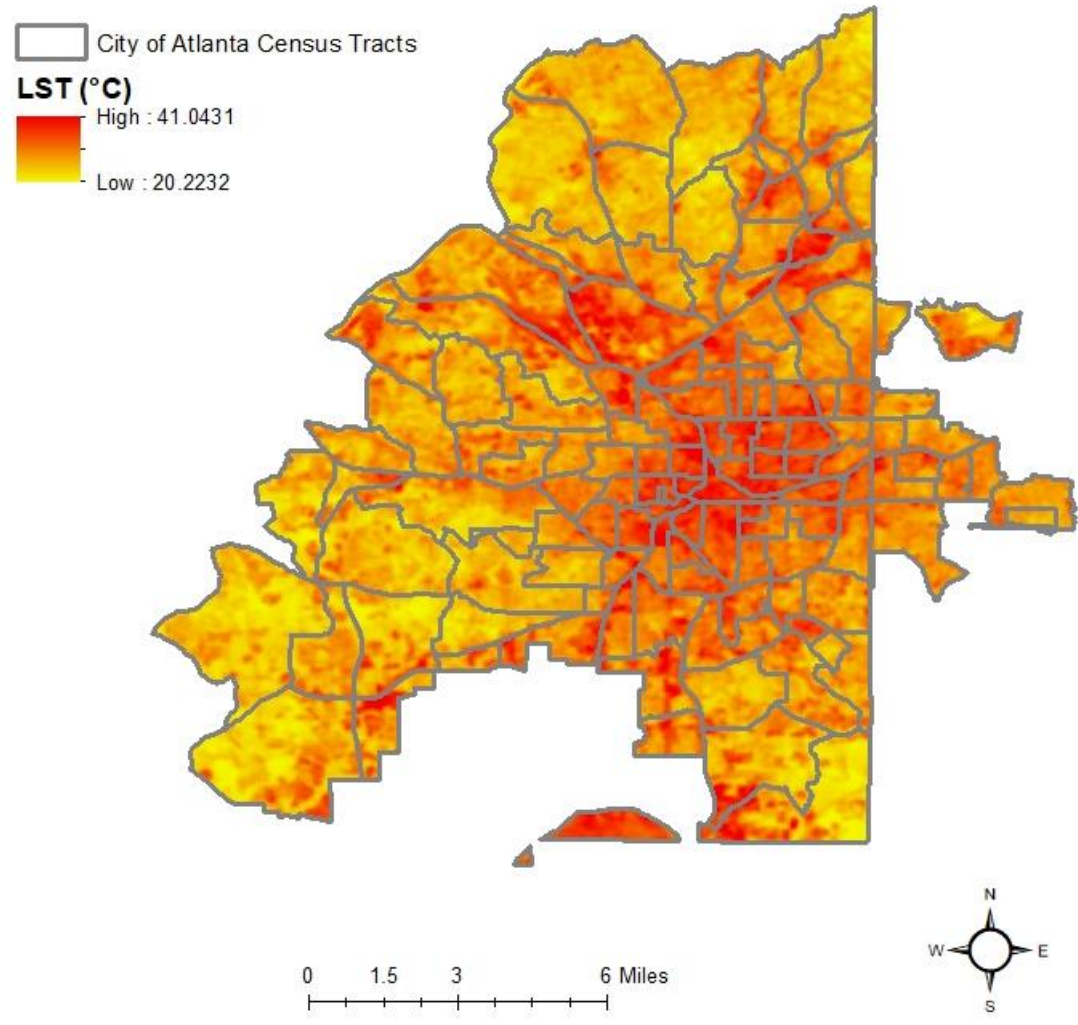 City of Atlanta Census Tracts
LST (°C)
High : 41.0431
Low : 20.2232
N
W E
S
0 1.5 3 6 Miles